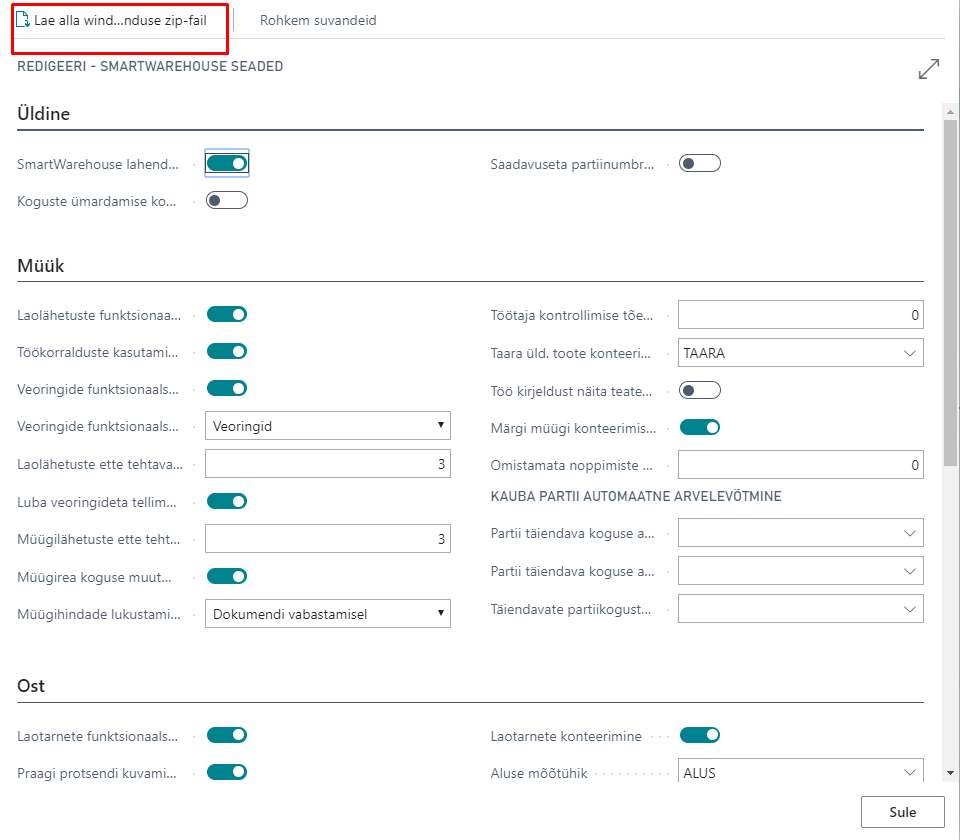 Lae alla wind...nduse zip-fail
Rohkem suvandeid
REDIGEERI - SMARTWAREHOUSE SEADED
Üldine
SmartWarehouse lahend...
Saadavuseta partiinumbr...
Koguste ümardamise ko...
Müük
Laolähetuste funktsionaa...
Töötaja kontrollimise tõe...
0
Töökorralduste kasutami...
Taara üld. toote konteeri...
TAARA
Veoringide funktsionaals...
Töö kirjeldust näita teate...
Veoringide funktsionaals...
Veoringid
Märgi müügi konteerimis...
Laolähetuste ette tehtava...
3
Omistamata noppimiste ...
0
Luba veoringideta tellim...
KAUBA PARTII AUTOMAATNE ARVELEVÕTMINE
Müügilähetuste ette teht...
3
Partii täiendava koguse a...
Müügirea koguse muut...
Partii täiendava koguse a...
Müügihindade lukustami...
Dokumendi vabastamisel
Täiendavate partiikogust...
Ost
Laotarnete funktsionaals...
Laotarnete konteerimine
Praagi protsendi kuvami...
Aluse mõõtühik
ALUS
Sule